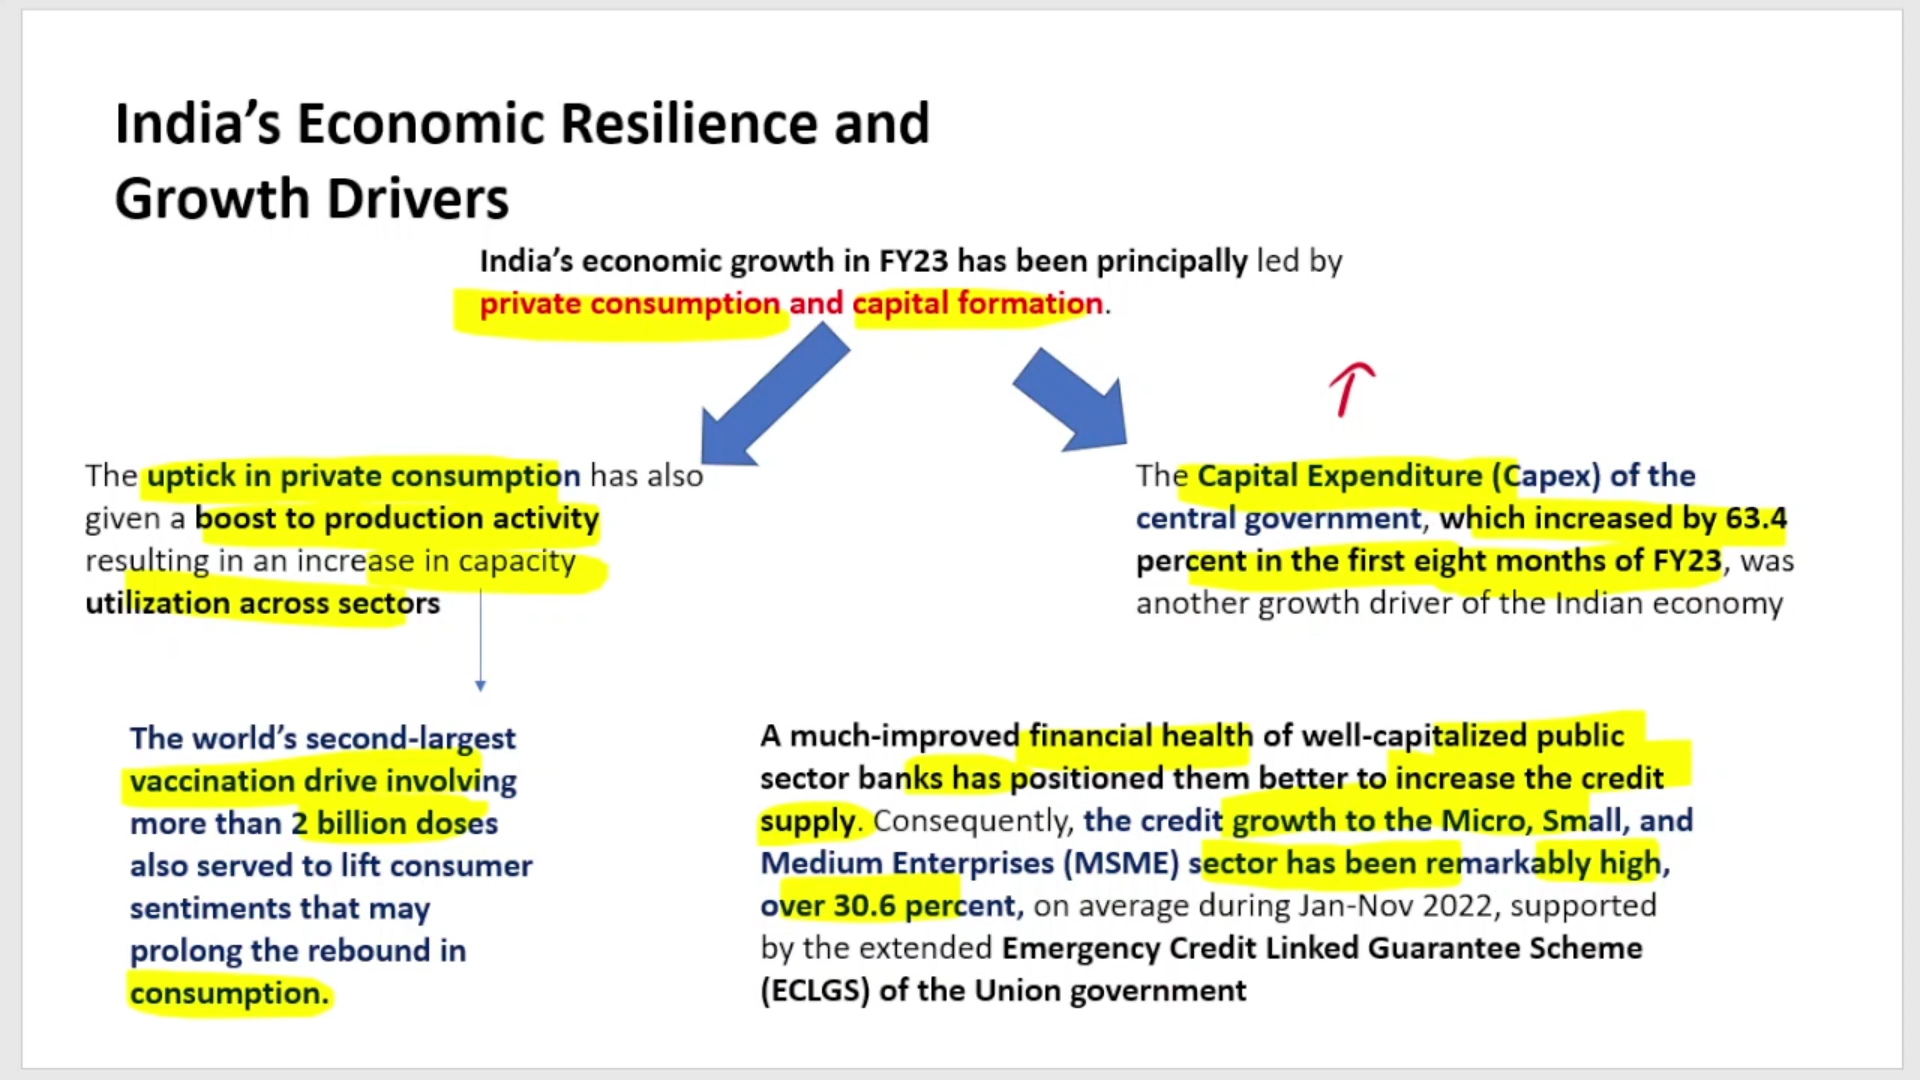 India’s Economic Resilience and
Growth Drivers
India’s economic growth in FY23 has been principally led by
private consumption and capital formation.
The uptick in private consumption has also
given a boost to production activity
resulting in an increase in capacity
utilization across sectors
The Capital Expenditure (Capex) of the
central government, which increased by 63.4
percent in the first eight months of FY23, was
another growth driver of the Indian economy
The world’s second-largest
vaccination drive involving
more than 2 billion doses
also served to lift consumer
sentiments that may
prolong the rebound in
consumption.
A much-improved financial health of well-capitalized public
sector banks has positioned them better to increase the credit
supply. Consequently, the credit growth to the Micro, Small, and
Medium Enterprises (MSME) sector has been remarkably high,
over 30.6 percent, on average during Jan-Nov 2022, supported
by the extended Emergency Credit Linked Guarantee Scheme
(ECLGS) of the Union government